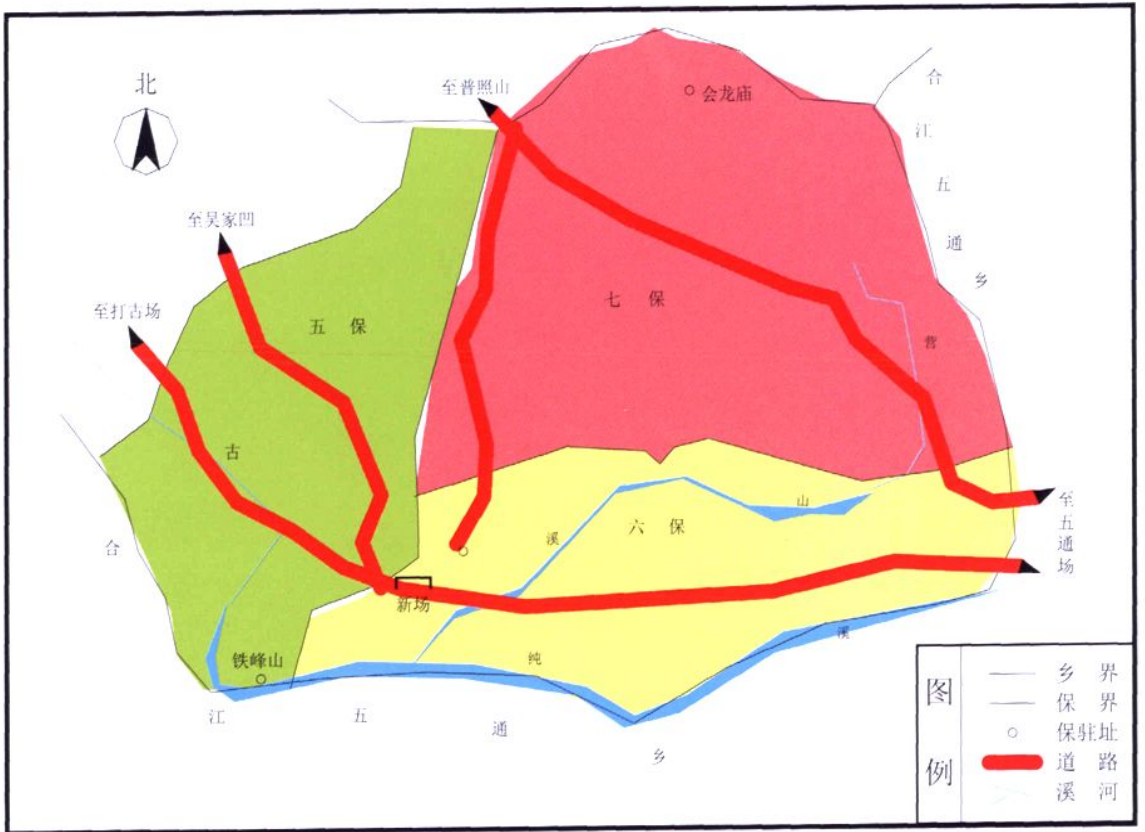 北
至普照山
会龙庙
合江五通乡
至吴家凹
至打古场
五 保
七 保
营
古
山
至五通场
溪
六 保
合
新场
铁峰山
纯
溪
江 五 通 乡
图例
乡 界
保 界
保驻址
道 路
溪 河